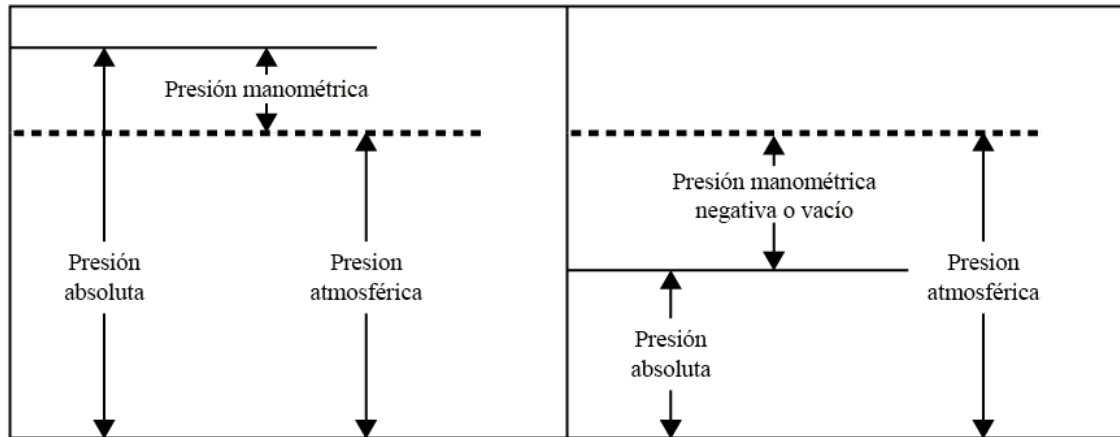 Presión manométrica
Presión
absoluta
Presion
atmosférica
Presión manométrica
negativa o vacío
Presion
atmosférica
Presión
absoluta